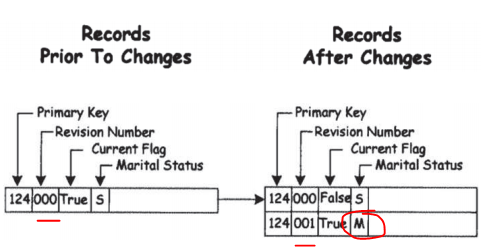 Records
Prior To Changes
Primary Key
Revision Number
Current Flag
Marital Status
124 000 True S
Records
After Changes
Primary Key
Revision Number
Current Flag
Marital Status
124 000 False S
124 001 True M